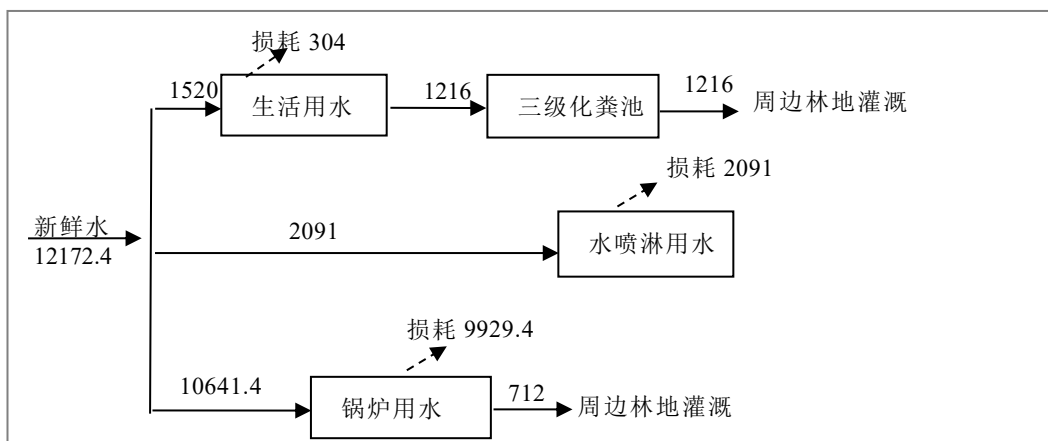 损耗 304
1520
生活用水
1216
三级化粪池
1216
周边林地灌溉
损耗 2091
新鲜水
12172.4
2091
水喷淋用水
损耗 9929.4
10641.4
锅炉用水
712
周边林地灌溉